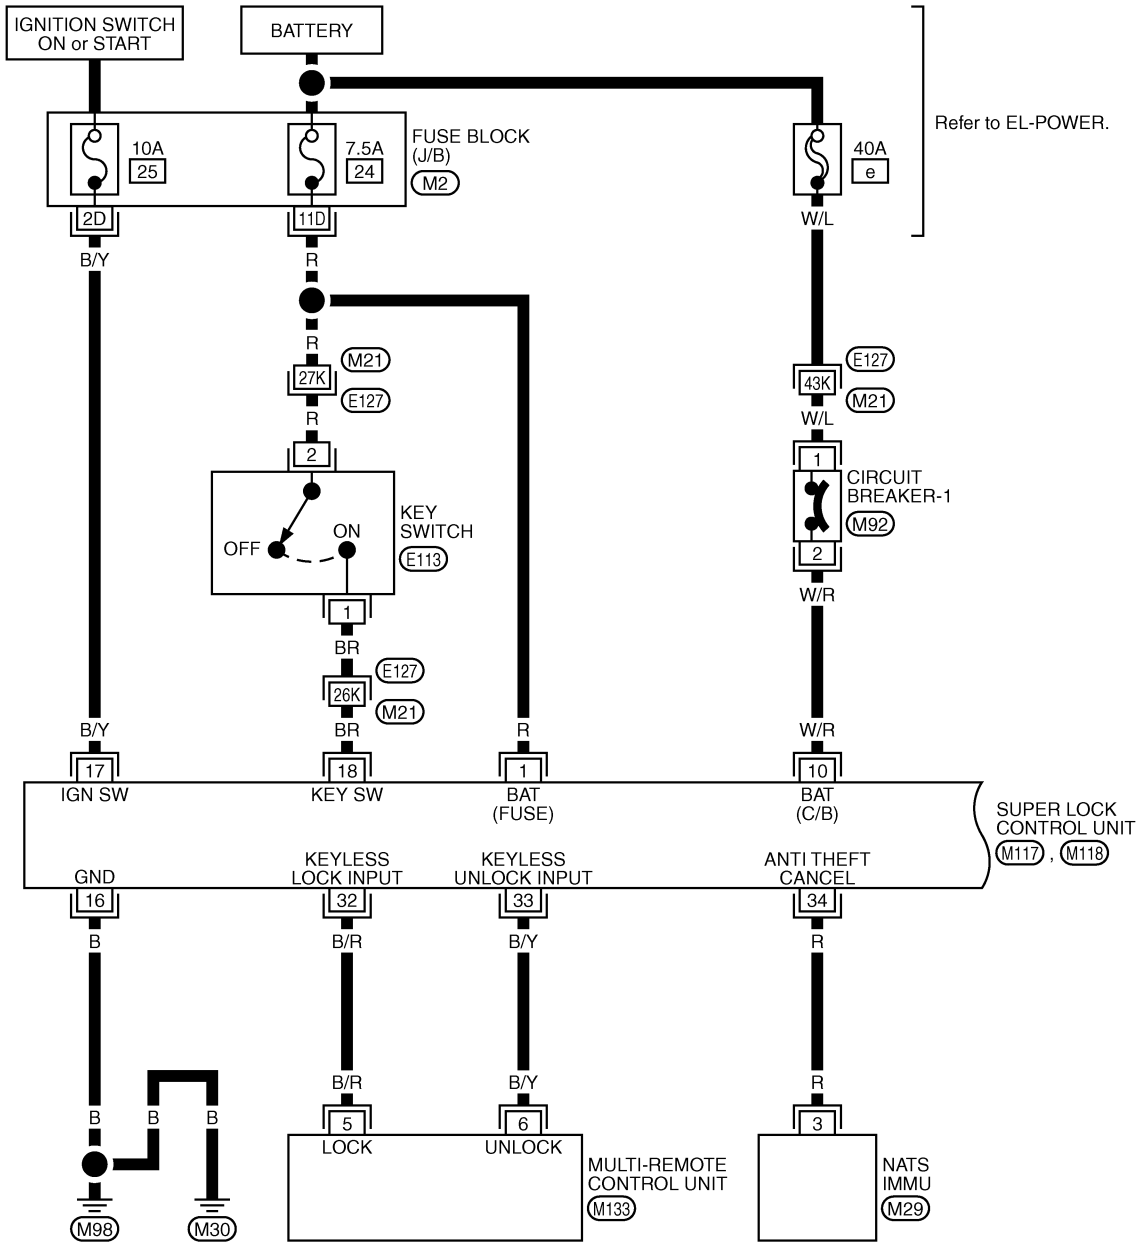 IGNITION SWITCH
ON or START
BATTERY
Refer to EL-POWER.
10A
25
7.5A
24
FUSE BLOCK
(J/B)
M2
40A
e
2D
11D
W/L
B/Y
R
R
M21
27K
E127
R
E127
43K
M21
W/L
2
1
CIRCUIT
BREAKER-1
M92
KEY
SWITCH
E113
OFF
ON
2
1
W/R
BR
E127
26K
M21
B/Y
BR
R
W/R
17
18
1
10
IGN SW
KEY SW
BAT
(FUSE)
BAT
(C/B)
SUPER LOCK
CONTROL UNIT
M117 , M118
GND
KEYLESS
LOCK INPUT
KEYLESS
UNLOCK INPUT
ANTI THEFT
CANCEL
16
32
33
34
B
B/R
B/Y
R
B/R
B/Y
R
B
B
B
5
6
3
LOCK
UNLOCK
MULTI-REMOTE
CONTROL UNIT
M133
NATS
IMMU
M29
M98
M30